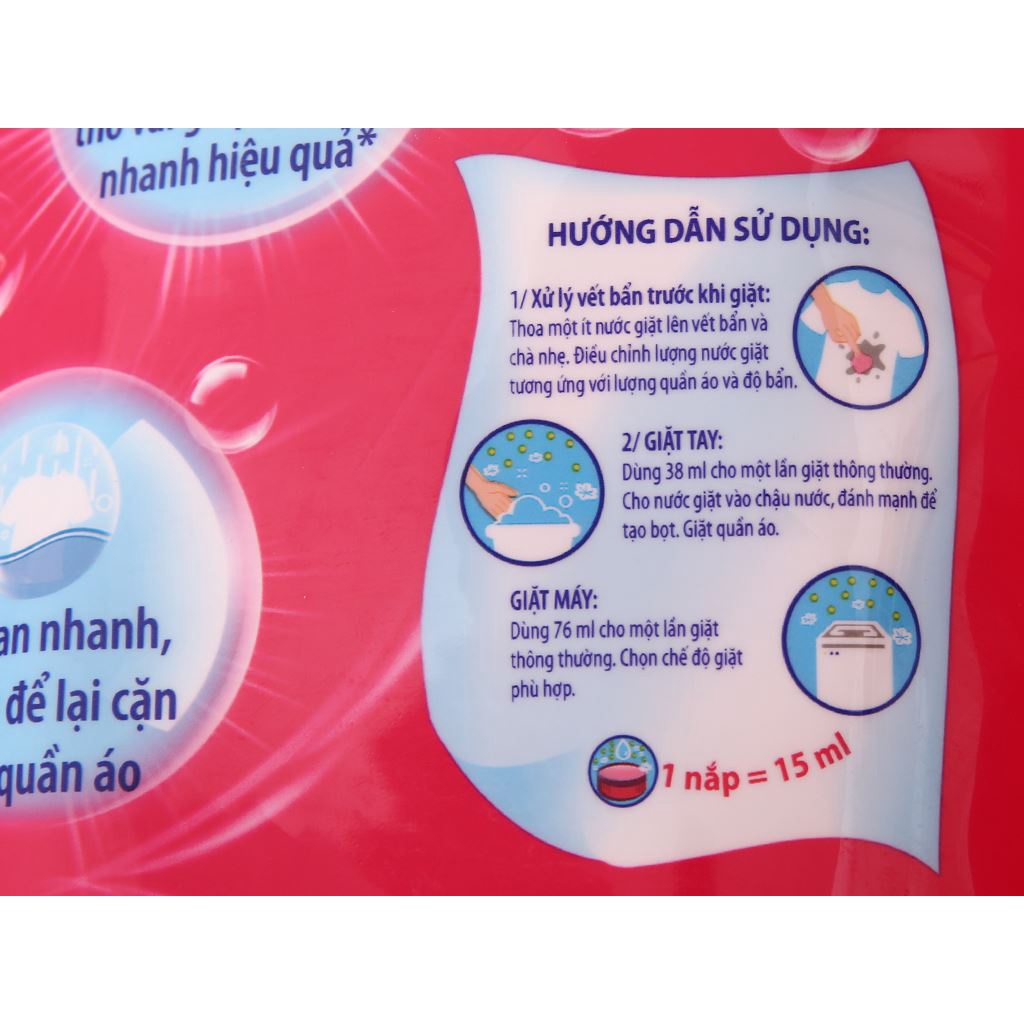 nhanh hiệu quả*
HƯỚNG DẪN SỬ DỤNG:
1/ Xử lý vết bẩn trước khi giặt:
Thoa một ít nước giặt lên vết bẩn và
chà nhẹ. Điều chỉnh lượng nước giặt
tương ứng với lượng quần áo và độ bẩn.
2/ GIẶT TAY:
Dùng 38 ml cho một lần giặt thông thường.
Cho nước giặt vào chậu nước, đánh mạnh để
tạo bọt. Giặt quần áo.
GIẶT MÁY:
Dùng 76 ml cho một lần giặt
thông thường. Chọn chế độ giặt
phù hợp.
1 nắp = 15 ml
an nhanh,
để lại cặn
quần áo